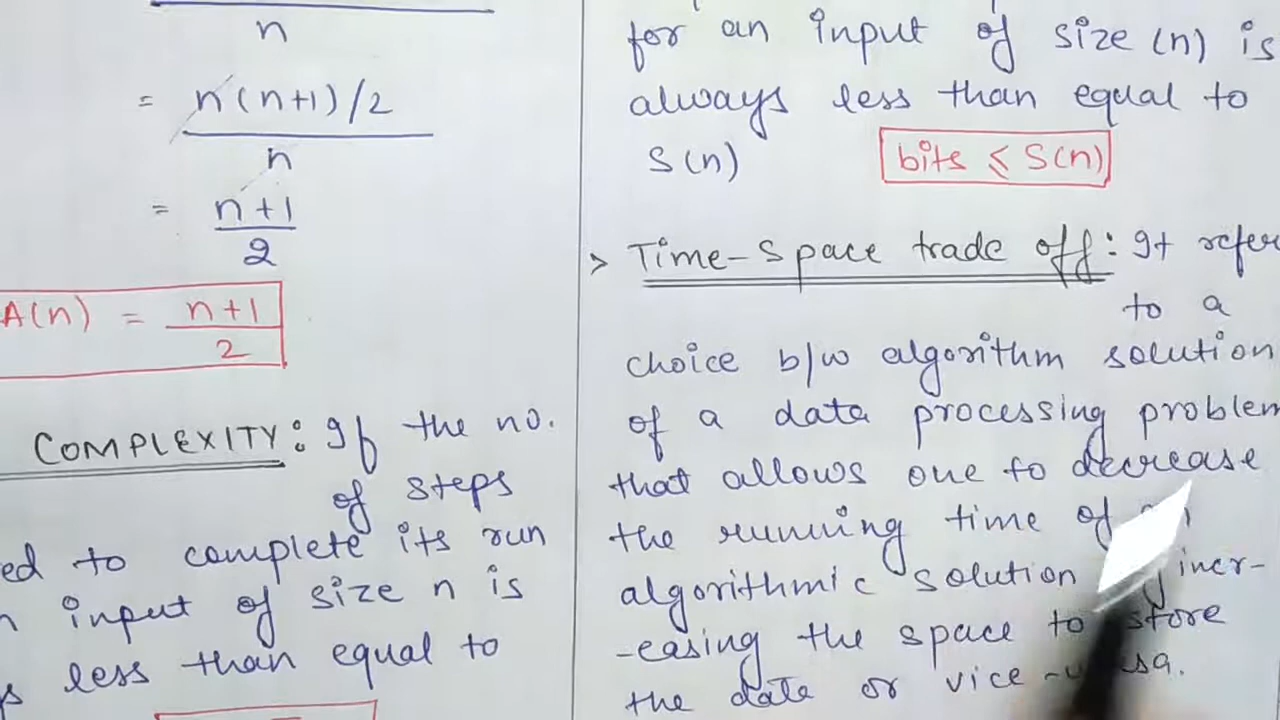 n
= n(n+1)/2
n
= n+1
2
A(n) = n+1
2
COMPLEXITY: If the no.
of steps
ed to complete its run
n input of size n is
s less than equal to
for an input of size (n) is
always less than equal to
S(n) bits ≤ S(n)
> Time-Space trade off: It refer
to a
choice b/w algorithm solution
of a data processing problem
that allows one to decrease
the running time of
algorithmic solution incr-
-easing the space to store
the data or vice-versa.